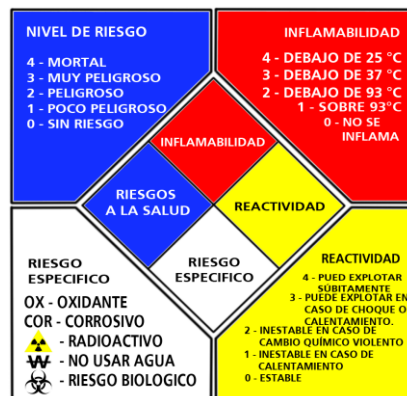 NIVEL DE RIESGO
4 - MORTAL
3 - MUY PELIGROSO
2 - PELIGROSO
1 - POCO PELIGROSO
0 - SIN RIESGO
INFLAMABILIDAD
4 - DEBAJO DE 25 °C
3 - DEBAJO DE 37 °C
2 - DEBAJO DE 93 °C
1 - SOBRE 93°C
0 - NO SE
INFLAMA
INFLAMABILIDAD
RIESGOS
A LA SALUD
REACTIVIDAD
RIESGO
ESPECIFICO
RIESGO
ESPECIFICO
OX - OXIDANTE
COR - CORROSIVO
- RADIOACTIVO
W - NO USAR AGUA
- RIESGO BIOLOGICO
REACTIVIDAD
4 - PUED EXPLOTAR
SÚBITAMENTE
3 - PUEDE EXPLOTAR EN
CASO DE CHOQUE O
CALENTAMIENTO.
2 - INESTABLE EN CASO DE
CAMBIO QUÍMICO VIOLENTO
1 - INESTABLE EN CASO DE
CALENTAMIENTO
0 - ESTABLE